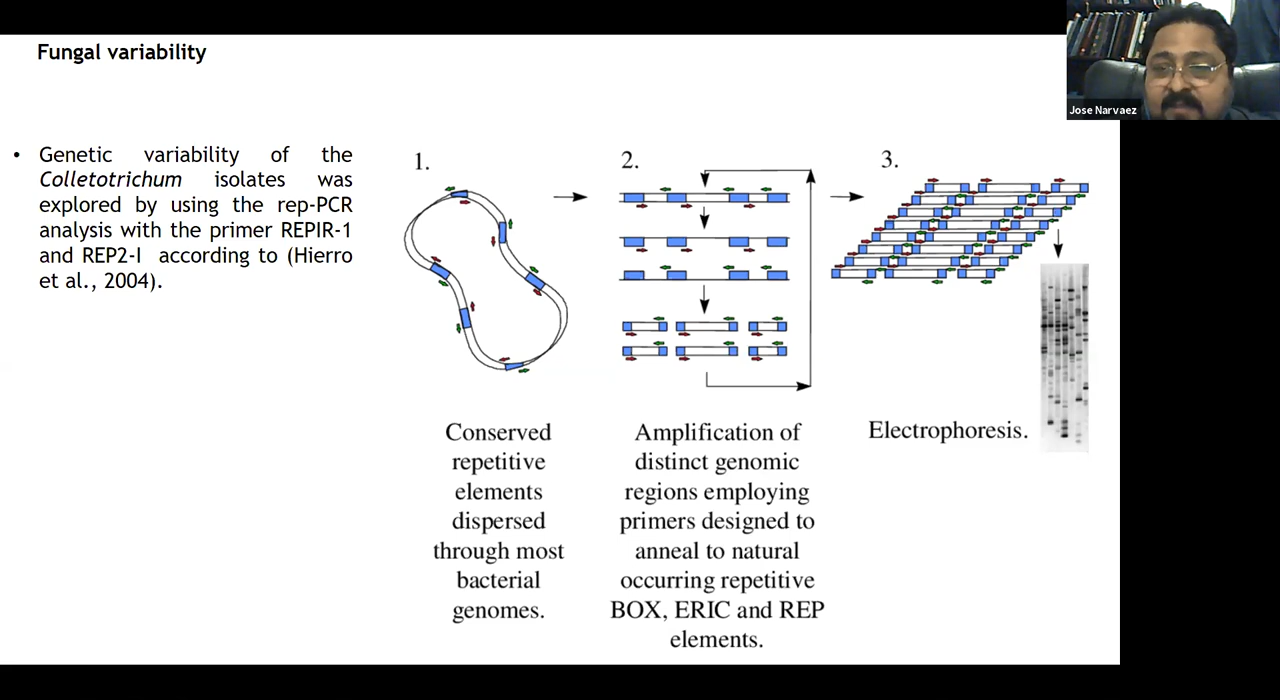 Fungal variability
Jose Narvaez
• Genetic variability of the
Colletotrichum isolates was
explored by using the rep-PCR
analysis with the primer REPIR-1
and REP2-I according to (Hierro
et al., 2004).
1.
2.
3.
Conserved
repetitive
elements
dispersed
through most
bacterial
genomes.
Amplification of
distinct genomic
regions employing
primers designed to
anneal to natural
occurring repetitive
BOX, ERIC and REP
elements.
Electrophoresis.